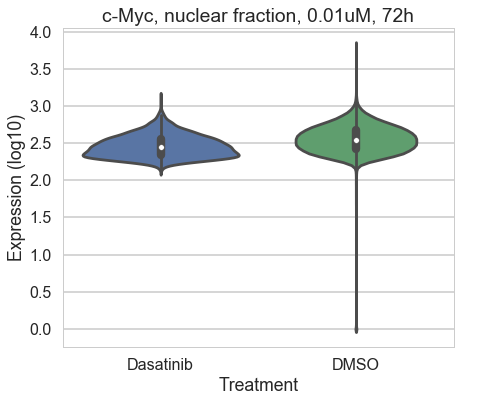 c-Myc, nuclear fraction, 0.01uM, 72h
4.0
3.5
3.0
2.5
2.0
1.5
1.0
0.5
0.0
Expression (log10)
Dasatinib DMSO
Treatment